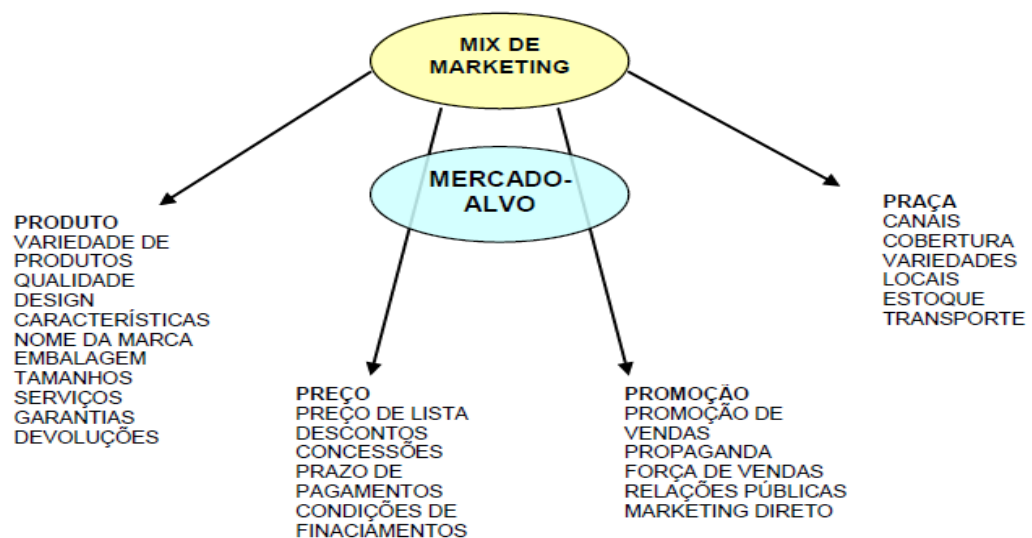 MIX DE
MARKETING
MERCADO-
ALVO
PRODUTO
VARIEDADE DE
PRODUTOS
QUALIDADE
DESIGN
CARACTERÍSTICAS
NOME DA MARCA
EMBALAGEM
TAMANHOS
SERVIÇOS
GARANTIAS
DEVOLUÇÕES
PREÇO
PREÇO DE LISTA
DESCONTOS
CONCESSÕES
PRAZO DE
PAGAMENTOS
CONDIÇÕES DE
FINACIAMENTOS
PROMOÇÃO
PROMOÇÃO DE
VENDAS
PROPAGANDA
FORÇA DE VENDAS
RELAÇÕES PÚBLICAS
MARKETING DIRETO
PRAÇA
CANAIS
COBERTURA
VARIEDADES
LOCAIS
ESTOQUE
TRANSPORTE